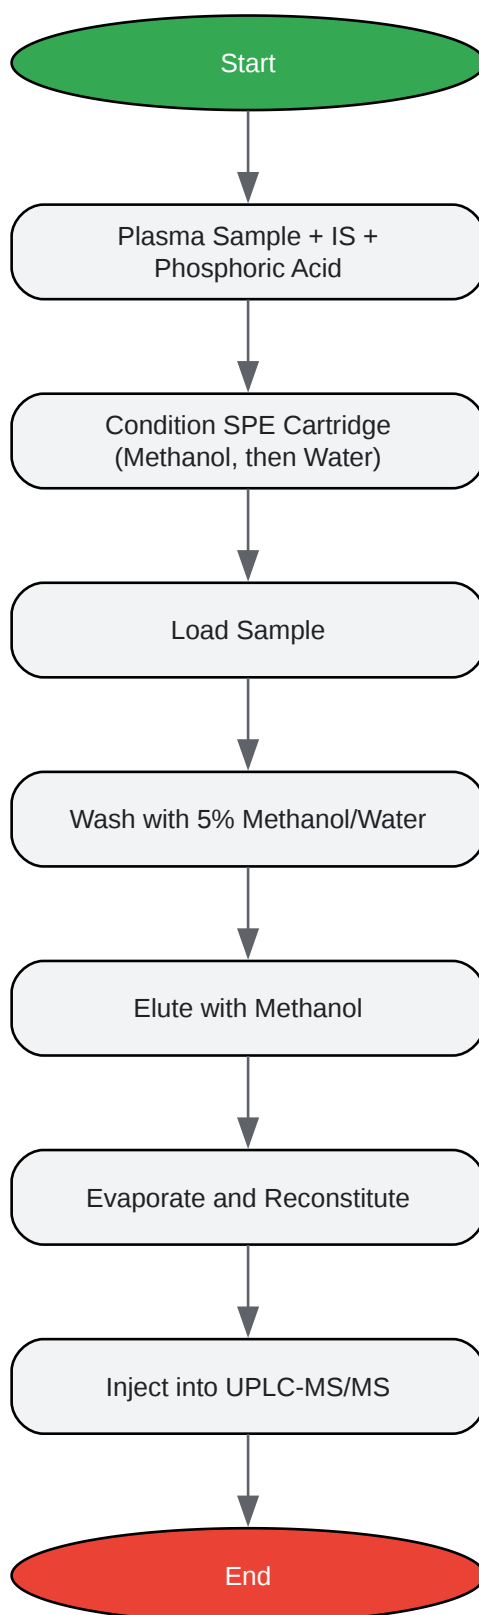 Start
Plasma Sample + IS +
Phosphoric Acid
Condition SPE Cartridge
(Methanol, then Water)
Load Sample
Wash with 5% Methanol/Water
Elute with Methanol
Evaporate and Reconstitute
Inject into UPLC-MS/MS
End